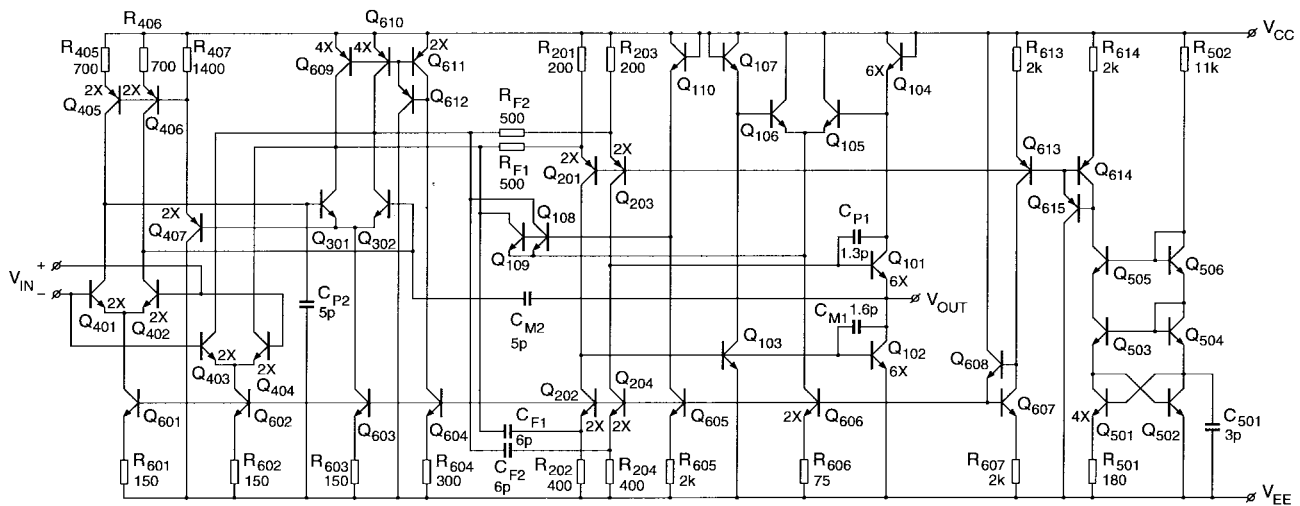 R406
Q610
VCC
R405
700
700
R407
1400
4X
4X
2X
Q609
Q611
R201
200
R203
200
Q110
Q107
6X
Q104
R613
2k
R614
2k
R502
11k
Q405
2X
2X
Q406
Q612
RF2
500
Q106
Q105
RF1
500
2X
Q201
2X
Q203
Q613
Q614
Q615
2X
Q407
Q301
Q302
Q108
Q109
CP1
1.3p
Q101
6X
Q505
Q506
VIN
+
−
2X
Q401
2X
Q402
CP2
5p
CM2
5p
VOUT
CM1
1.6p
Q103
Q102
6X
Q503
Q504
2X
Q403
2X
Q404
Q608
Q601
Q602
Q603
Q604
Q202
2X
Q204
2X
Q605
2X
Q606
Q607
4X
Q501
Q502
C501
3p
CF1
6p
CF2
6p
R601
150
R602
150
R603
150
R604
300
R202
400
R204
400
R605
2k
R606
75
R607
2k
R501
180
VEE